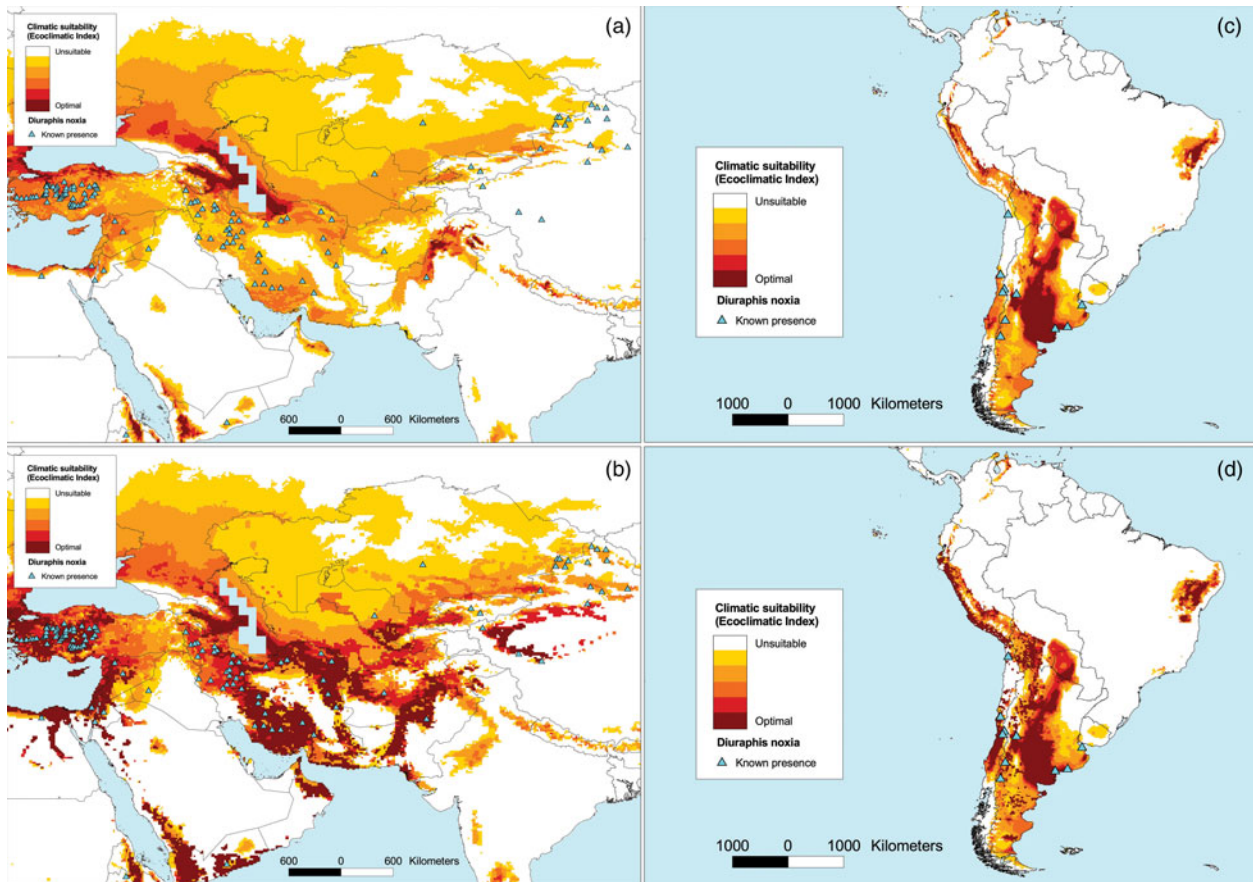 (a)
Climatic suitability
(Ecoclimatic Index)
Unsuitable
Optimal
Diuraphis noxia
Known presence
600 0 600
Kilometers
(c)
Climatic suitability
(Ecoclimatic Index)
Unsuitable
Optimal
Diuraphis noxia
Known presence
1000 0 1000 Kilometers
(b)
Climatic suitability
(Ecoclimatic Index)
Unsuitable
Optimal
Diuraphis noxia
Known presence
600 0 600
Kilometers
(d)
Climatic suitability
(Ecoclimatic Index)
Unsuitable
Optimal
Diuraphis noxia
Known presence
1000 0 1000 Kilometers